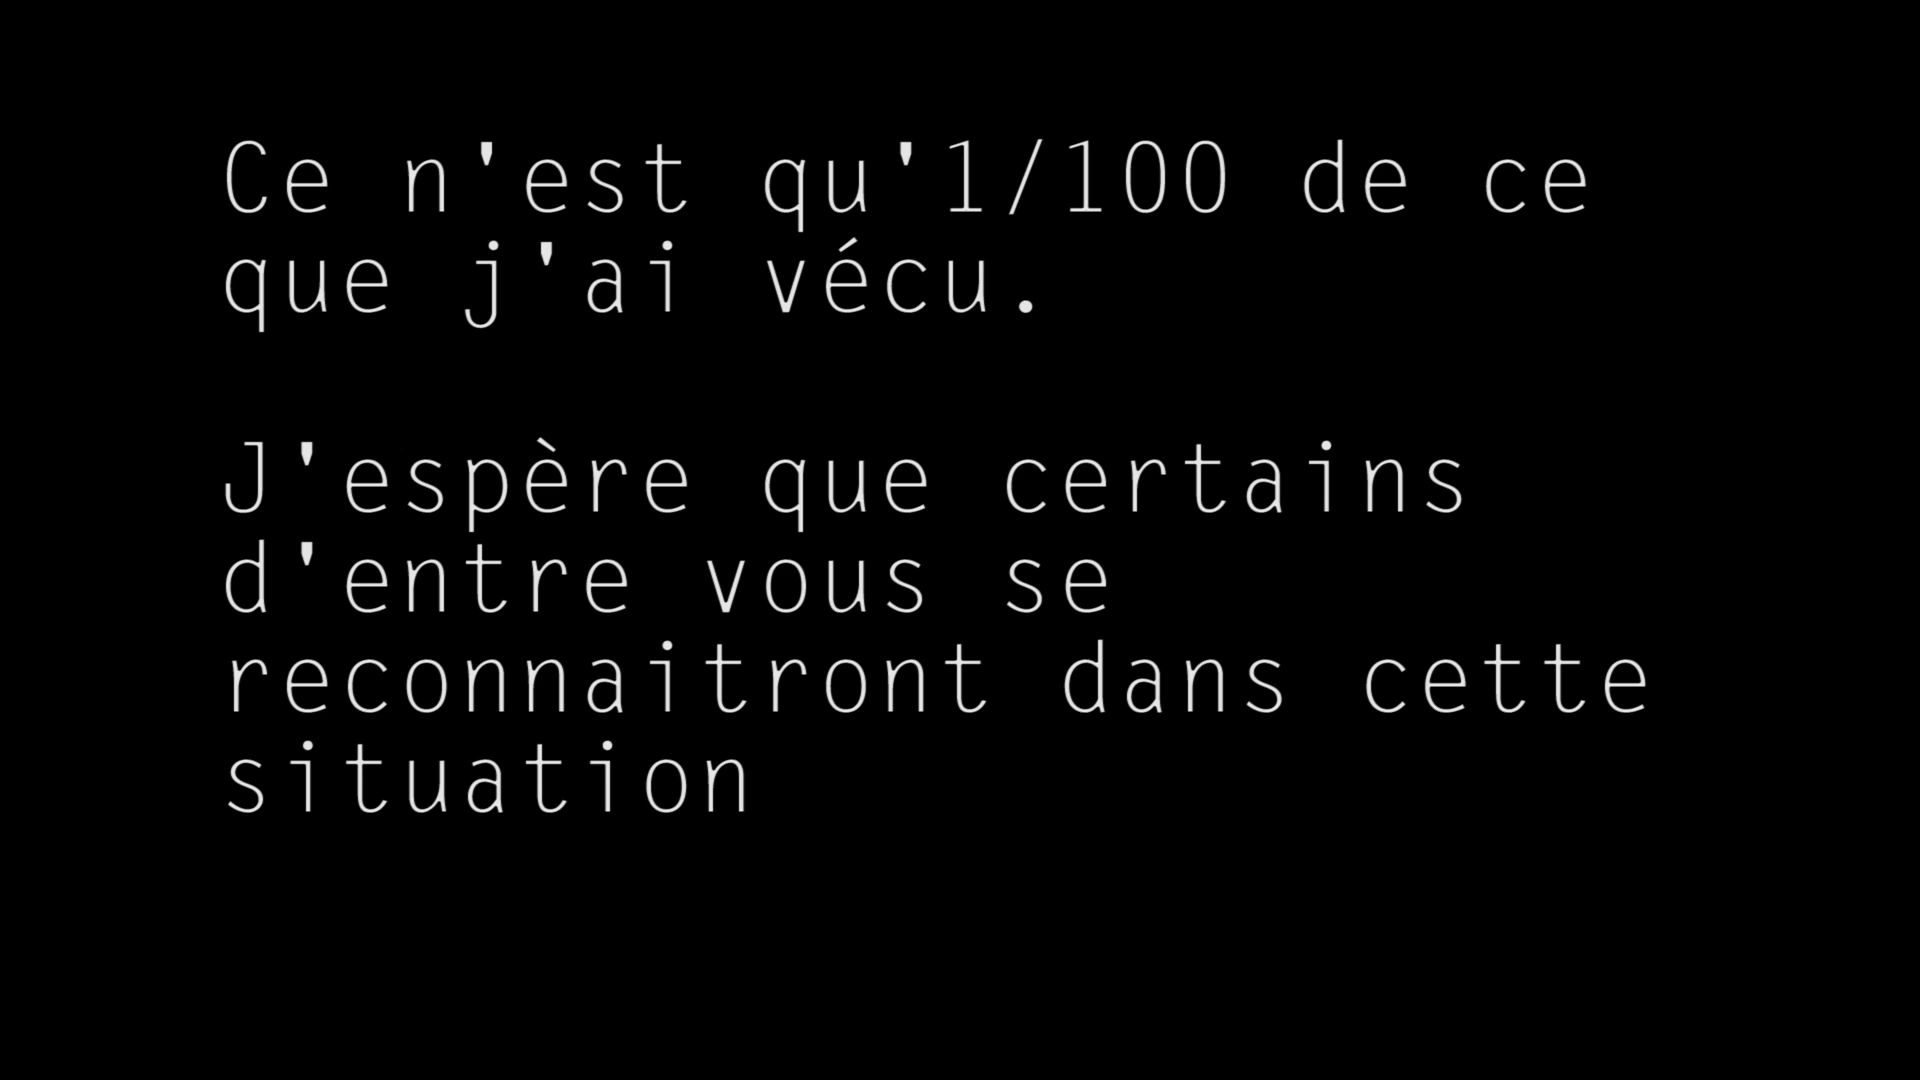 Ce n'est qu'1/100 de ce
que j'ai vécu.
J'espère que certains
d'entre vous se
reconnaitront dans cette
situation